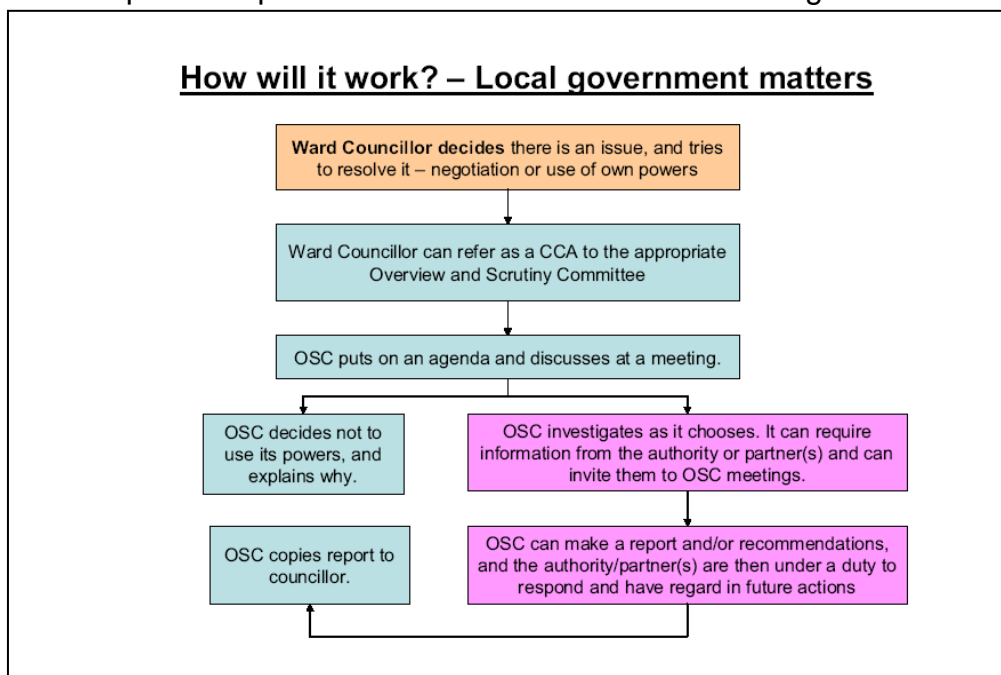 How will it work? – Local government matters
Ward Councillor decides there is an issue, and tries
to resolve it – negotiation or use of own powers
Ward Councillor can refer as a CCA to the appropriate
Overview and Scrutiny Committee
OSC puts on an agenda and discusses at a meeting.
OSC decides not to
use its powers, and
explains why.
OSC investigates as it chooses. It can require
information from the authority or partner(s) and can
invite them to OSC meetings.
OSC copies report to
councillor.
OSC can make a report and/or recommendations,
and the authority/partner(s) are then under a duty to
respond and have regard in future actions